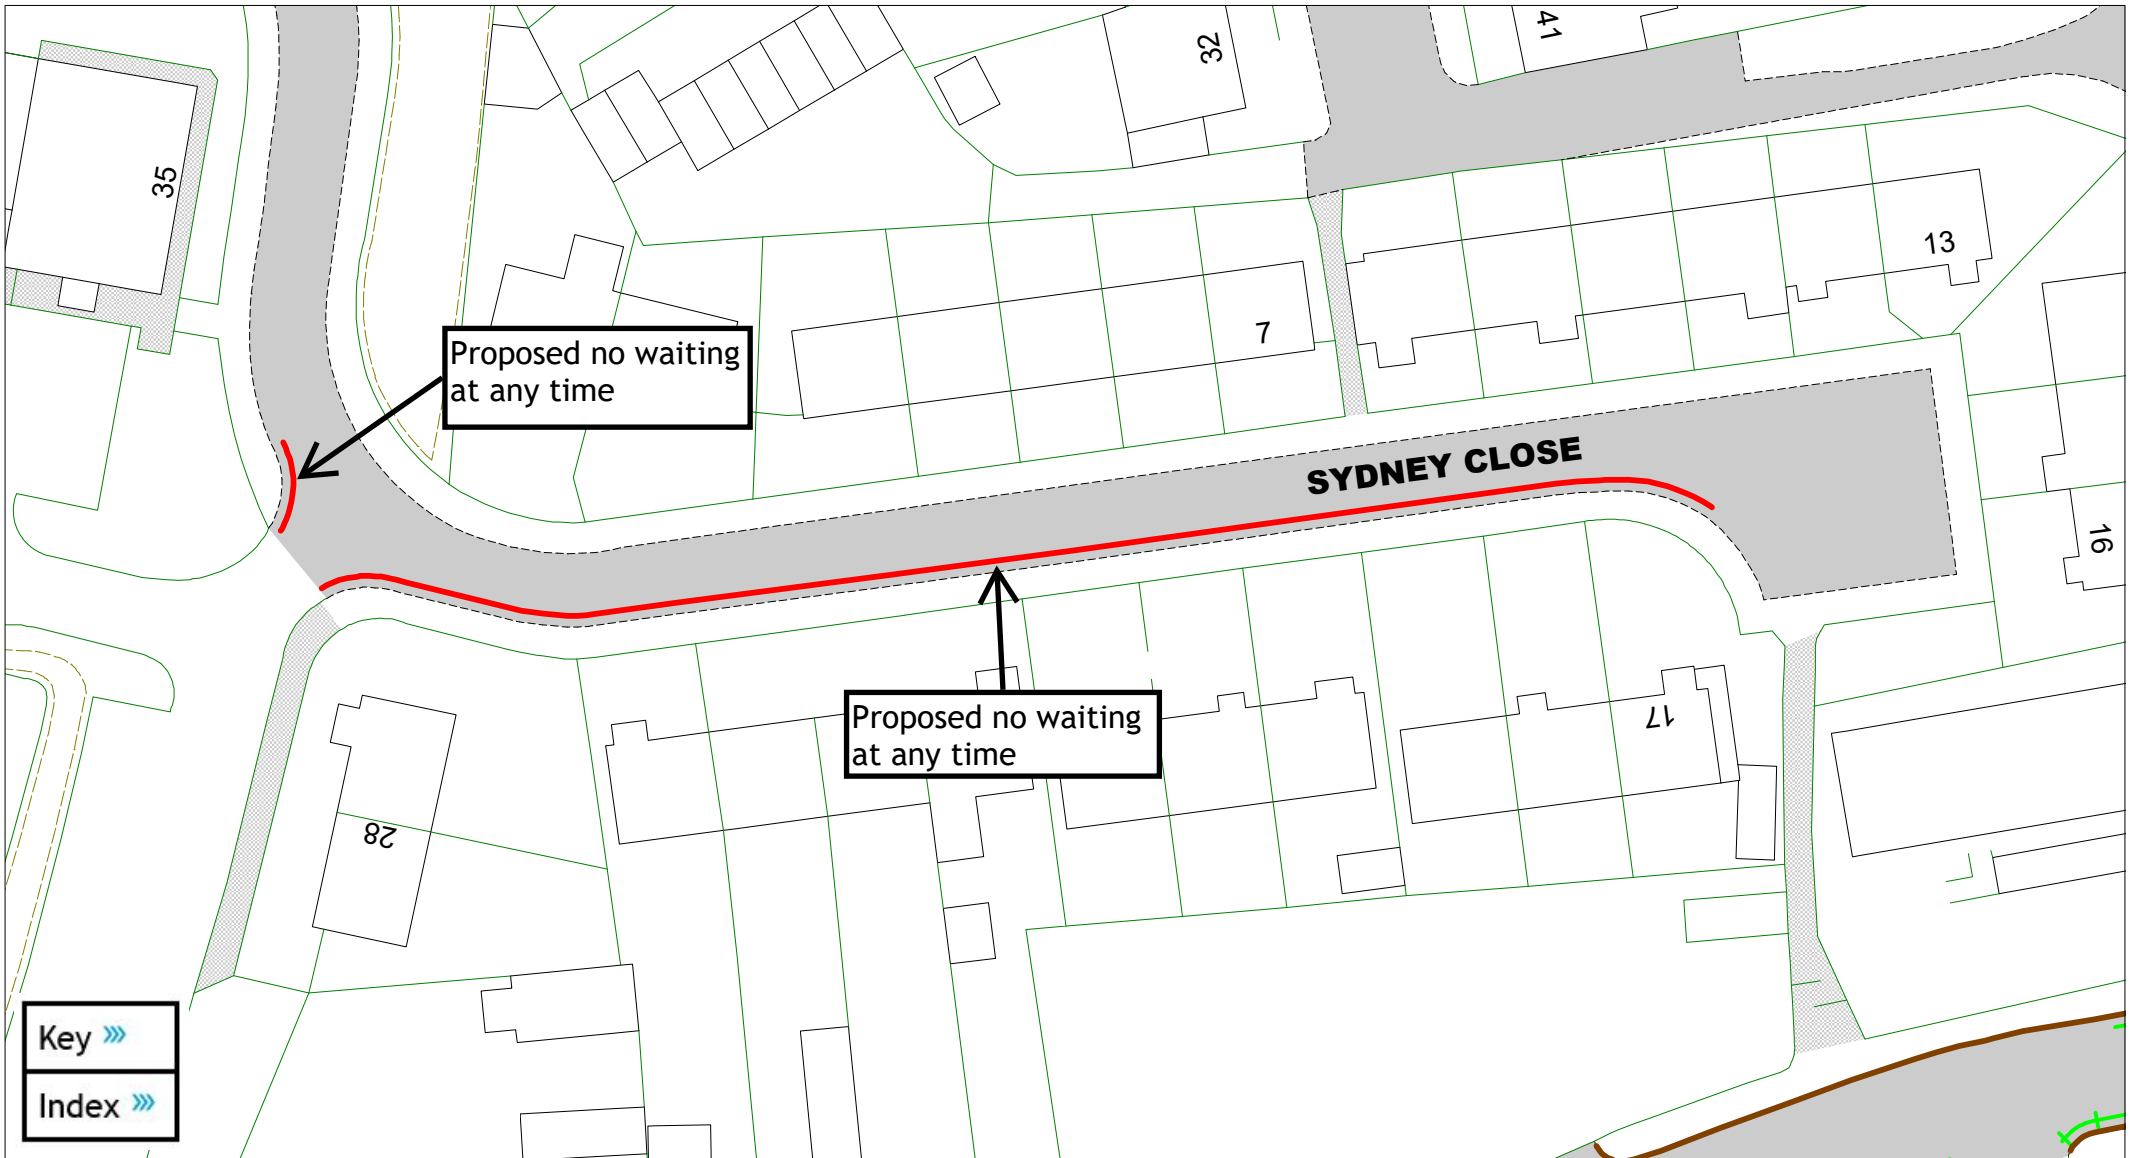 41
32
35
13
7
Proposed no waiting
at any time
SYDNEY CLOSE
16
Proposed no waiting
at any time
17
28
Key »»
Index »»